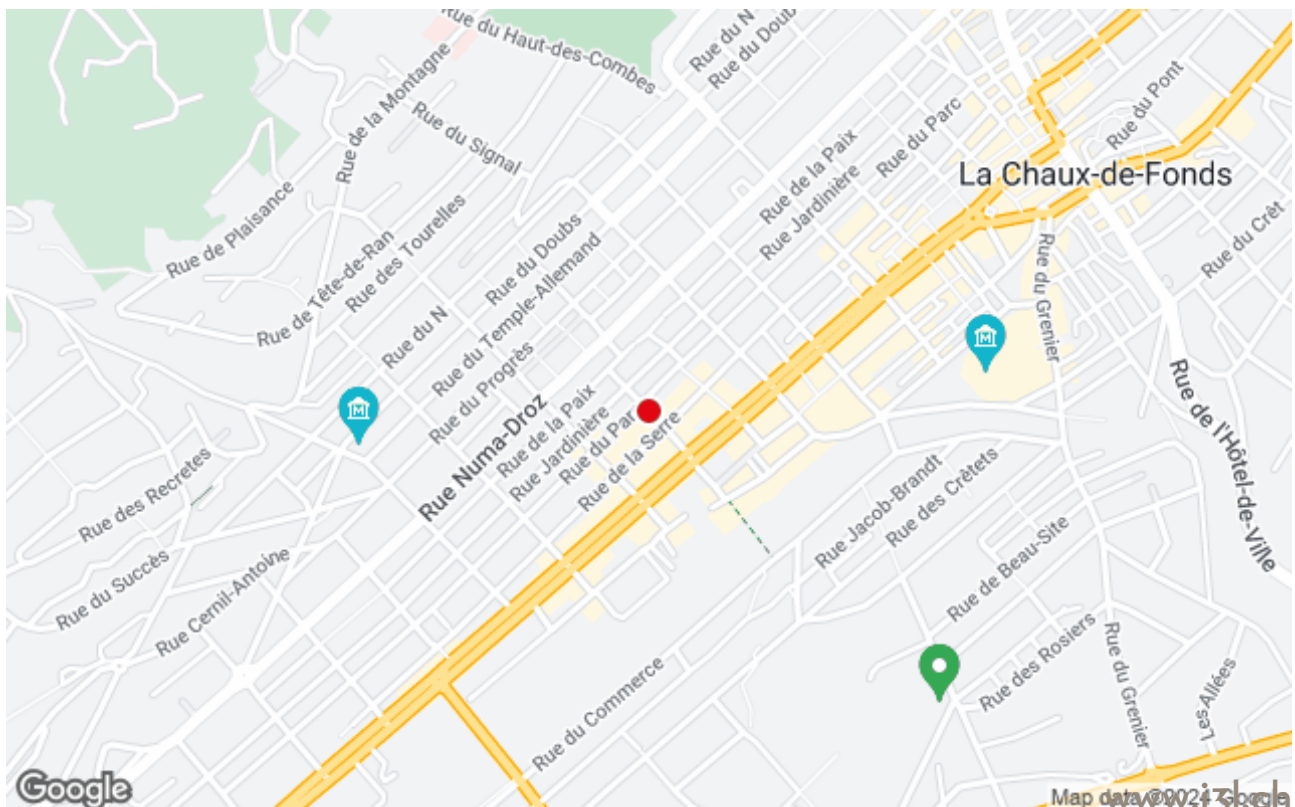 Rue du Haut-des-Combes
Rue du N
Rue du Doubs
Rue de la Montagne
Rue du Signal
Rue du Pont
Rue du Parc
Rue de la Paix
Rue Jardinière
La Chaux-de-Fonds
Rue de Plaisance
Rue de Tête-de-Ran
Rue des Tourelles
Rue du Doubs
Rue du Temple-Allemand
Rue du N
Rue du Progrès
Rue du Crêt
Rue du Grenier
Rue Numa-Droz
Rue de la Paix
Rue Jardinière
Rue du Parc
Rue de la Serre
Rue de l'Hôtel-de-Ville
Rue des Recretes
Rue du Succès
Rue Cernil-Antoine
Rue Jacob-Brandt
Rue des Crêtets
Rue de Beau-Site
Rue des Rosiers
Rue du Grenier
Les Allées
Rue du Commerce
M
M
Google
Map data ©2024 Google